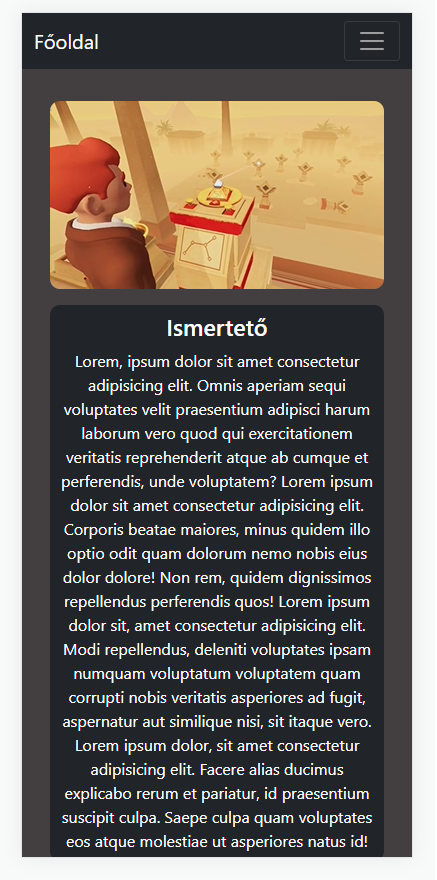 Főoldal
Ismertető
Lorem, ipsum dolor sit amet consectetur
adipisicing elit. Omnis aperiam sequi
voluptates velit praesentium adipisci harum
laborum vero quod qui exercitationem
veritatis reprehenderit atque ab cumque et
perferendis, unde voluptatem? Lorem ipsum
dolor sit amet consectetur adipisicing elit.
Corporis beatae maiores, minus quidem illo
optio odit quam dolorum nemo nobis eius
dolor dolore! Non rem, quidem dignissimos
repellendus perferendis quos! Lorem ipsum
dolor sit, amet consectetur adipisicing elit.
Modi repellendus, deleniti voluptates ipsam
numquam voluptatum voluptatem quam
corrupti nobis veritatis asperiores ad fugit,
aspernatur aut similique nisi, sit itaque vero.
Lorem ipsum dolor, sit amet consectetur
adipisicing elit. Facere alias ducimus
explicabo rerum et pariatur, id praesentium
suscipit culpa. Saepe culpa quam voluptates
eos atque molestiae ut asperiores natus id!